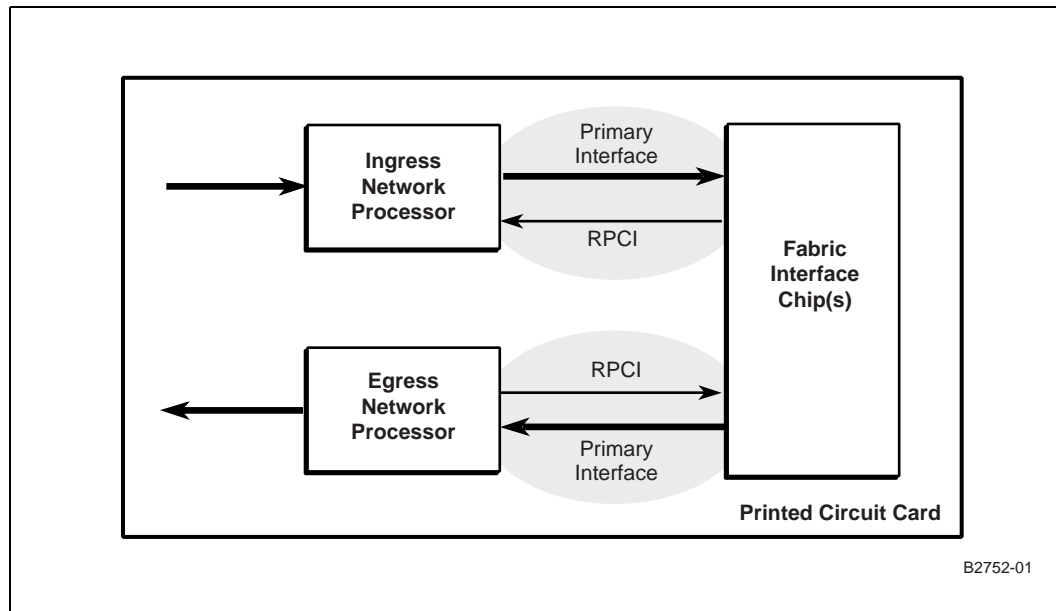 Primary
Interface
Ingress
Network
Processor
RPCI
Fabric
Interface
Chip(s)
RPCI
Egress
Network
Processor
Primary
Interface
Printed Circuit Card
B2752-01